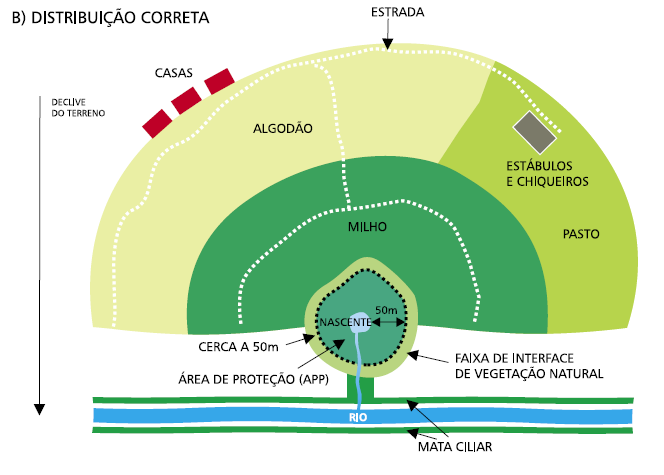 B) DISTRIBUIÇÃO CORRETA
ESTRADA
CASAS
DECLIVE
DO TERRENO
ALGODÃO
ESTÁBULOS
E CHIQUEIROS
MILHO
PASTO
50m
NASCENTE
CERCA A 50m
FAIXA DE INTERFACE
DE VEGETAÇÃO NATURAL
ÁREA DE PROTEÇÃO (APP)
RIO
MATA CILIAR